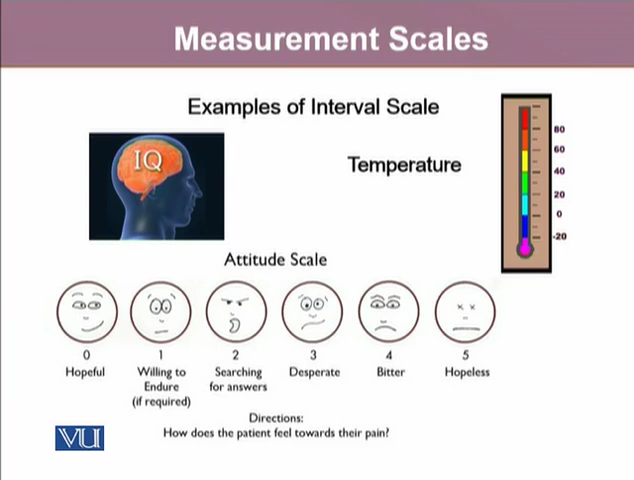 Measurement Scales
Examples of Interval Scale
IQ
Temperature
80
60
40
20
0
-20
Attitude Scale
0 1 2 3 4 5
Hopeful Willing to Searching Desperate Bitter Hopeless
Endure for answers
(if required)
Directions:
How does the patient feel towards their pain?
VU